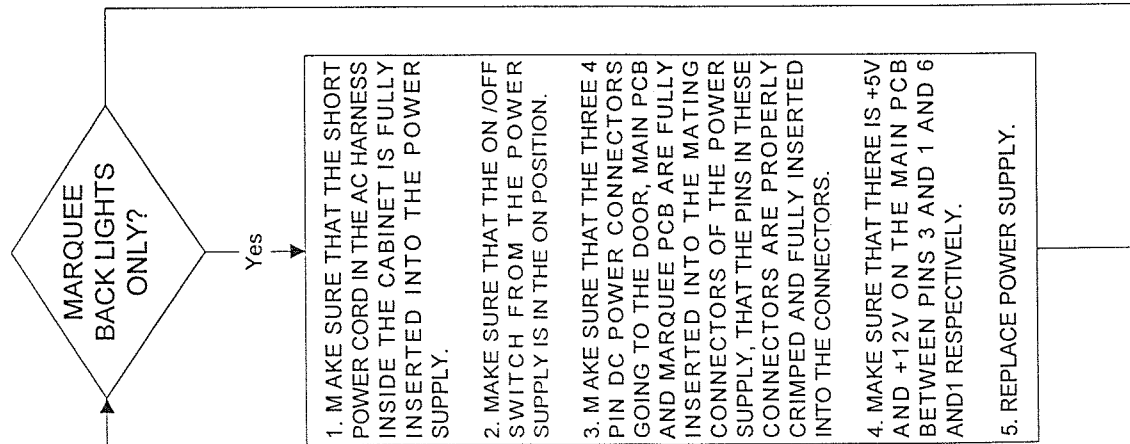 MARQUEE
BACK LIGHTS
ONLY?
Yes
1. MAKE SURE THAT THE SHORT
POWER CORD IN THE AC HARNESS
INSIDE THE CABINET IS FULLY
INSERTED INTO THE POWER
SUPPLY.
2. MAKE SURE THAT THE ON /OFF
SWITCH FROM THE POWER
SUPPLY IS IN THE ON POSITION.
3. MAKE SURE THAT THE THREE 4
PIN DC POWER CONNECTORS
GOING TO THE DOOR, MAIN PCB
AND MARQUEE PCB ARE FULLY
INSERTED INTO THE MATING
CONNECTORS OF THE POWER
SUPPLY, THAT THE PINS IN THESE
CONNECTORS ARE PROPERLY
CRIMPED AND FULLY INSERTED
INTO THE CONNECTORS.
4. MAKE SURE THAT THERE IS +5V
AND +12V ON THE MAIN PCB
BETWEEN PINS 3 AND 1 AND 6
AND1 RESPECTIVELY.
5. REPLACE POWER SUPPLY.